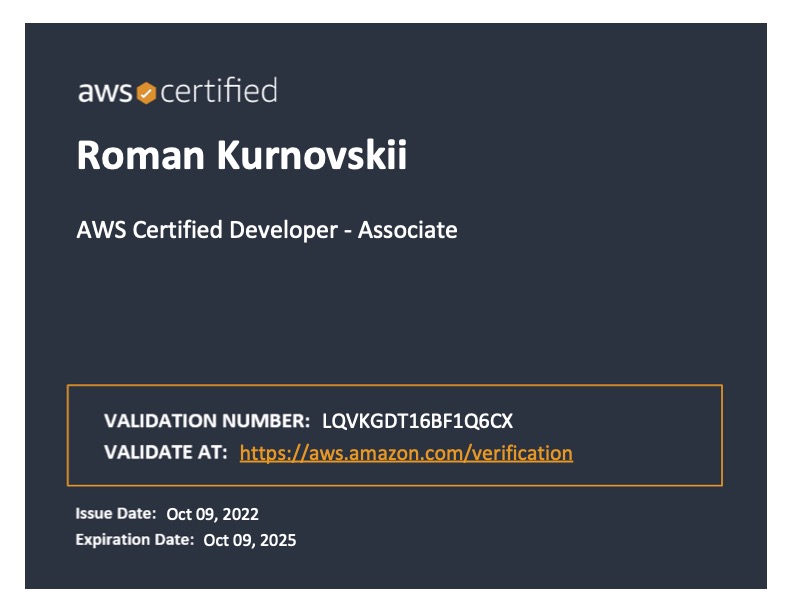 aws certified
Roman Kurnovskii
AWS Certified Developer - Associate
VALIDATION NUMBER: LQVKGDT16BF1Q6CX
VALIDATE AT: https://aws.amazon.com/verification
Issue Date: Oct 09, 2022
Expiration Date: Oct 09, 2025